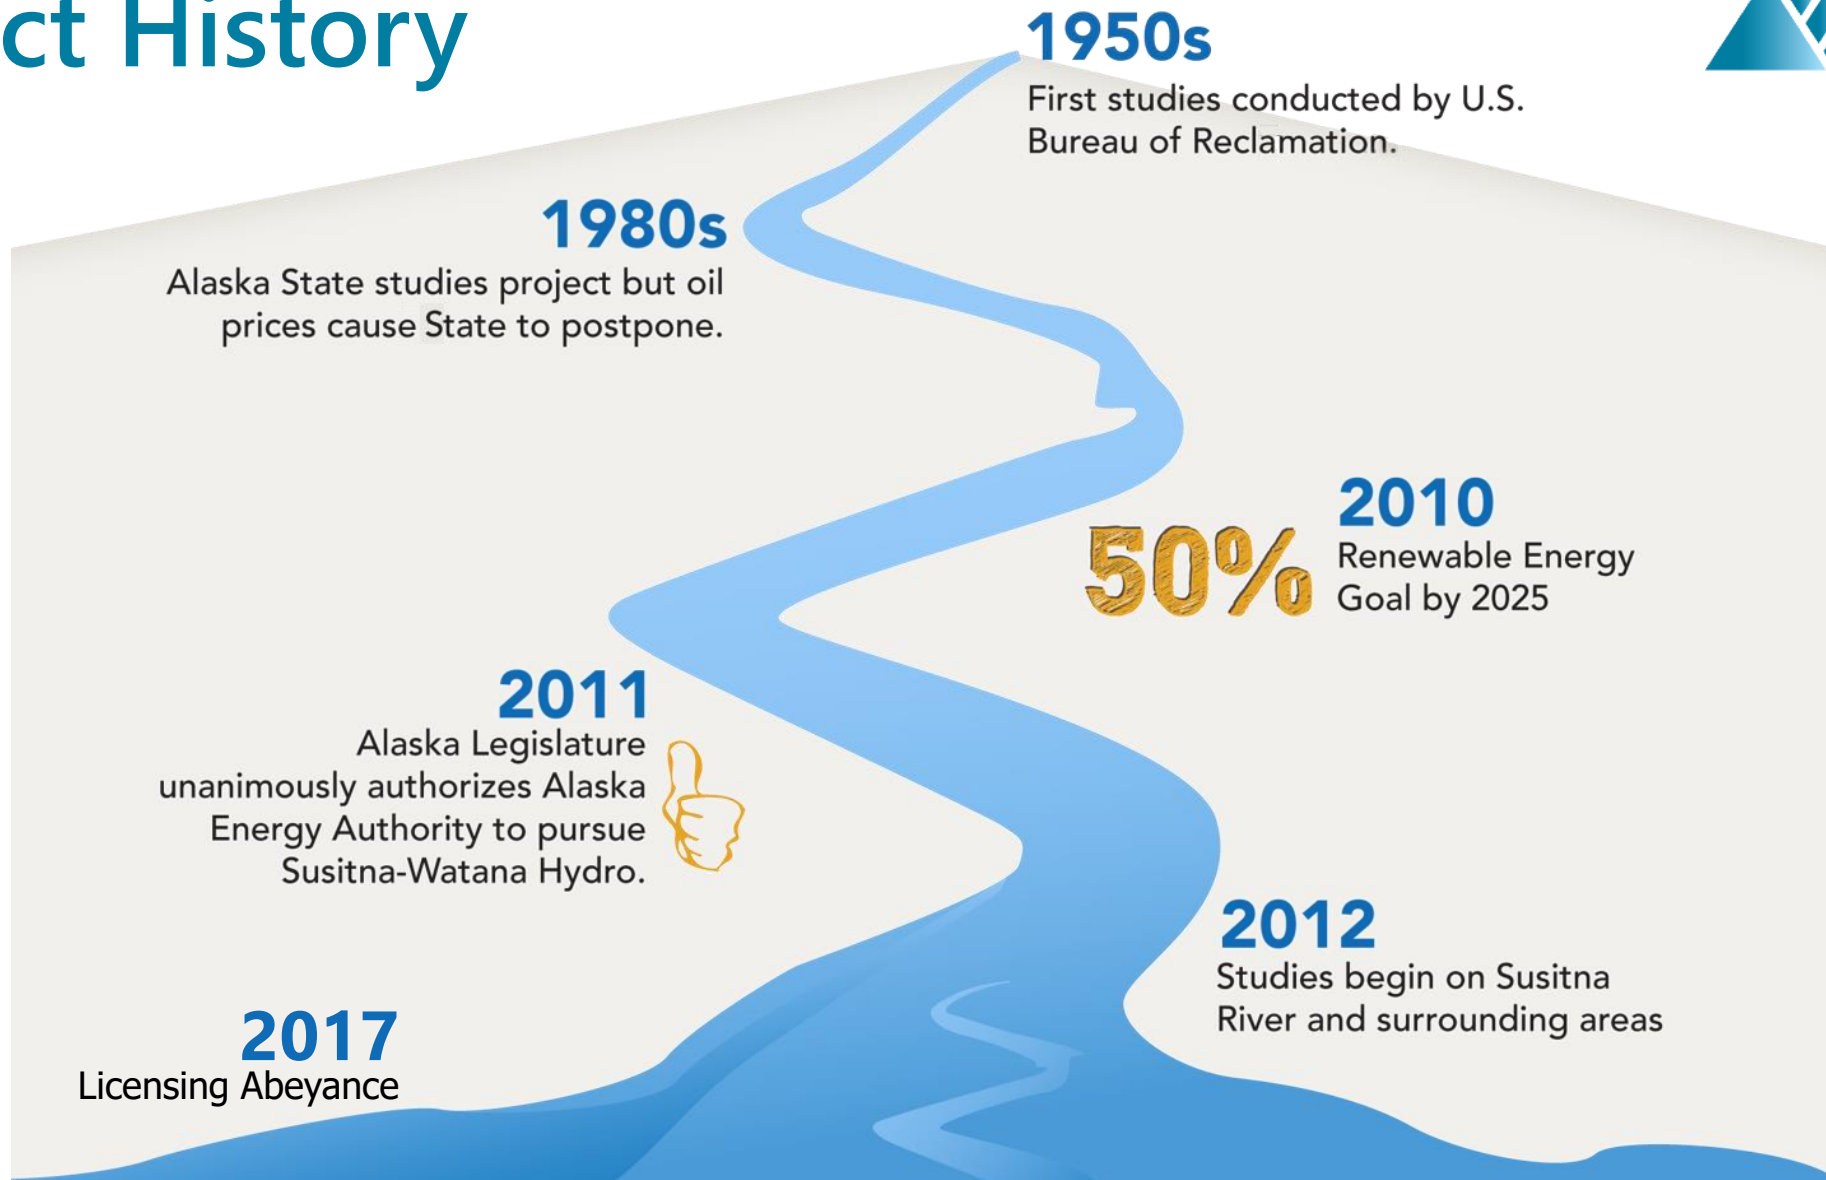 ct History
1950s
First studies conducted by U.S.
Bureau of Reclamation.
1980s
Alaska State studies project but oil
prices cause State to postpone.
50%
2010
Renewable Energy
Goal by 2025
2011
Alaska Legislature
unanimously authorizes Alaska
Energy Authority to pursue
Susitna-Watana Hydro.
2012
Studies begin on Susitna
River and surrounding areas
2017
Licensing Abeyance